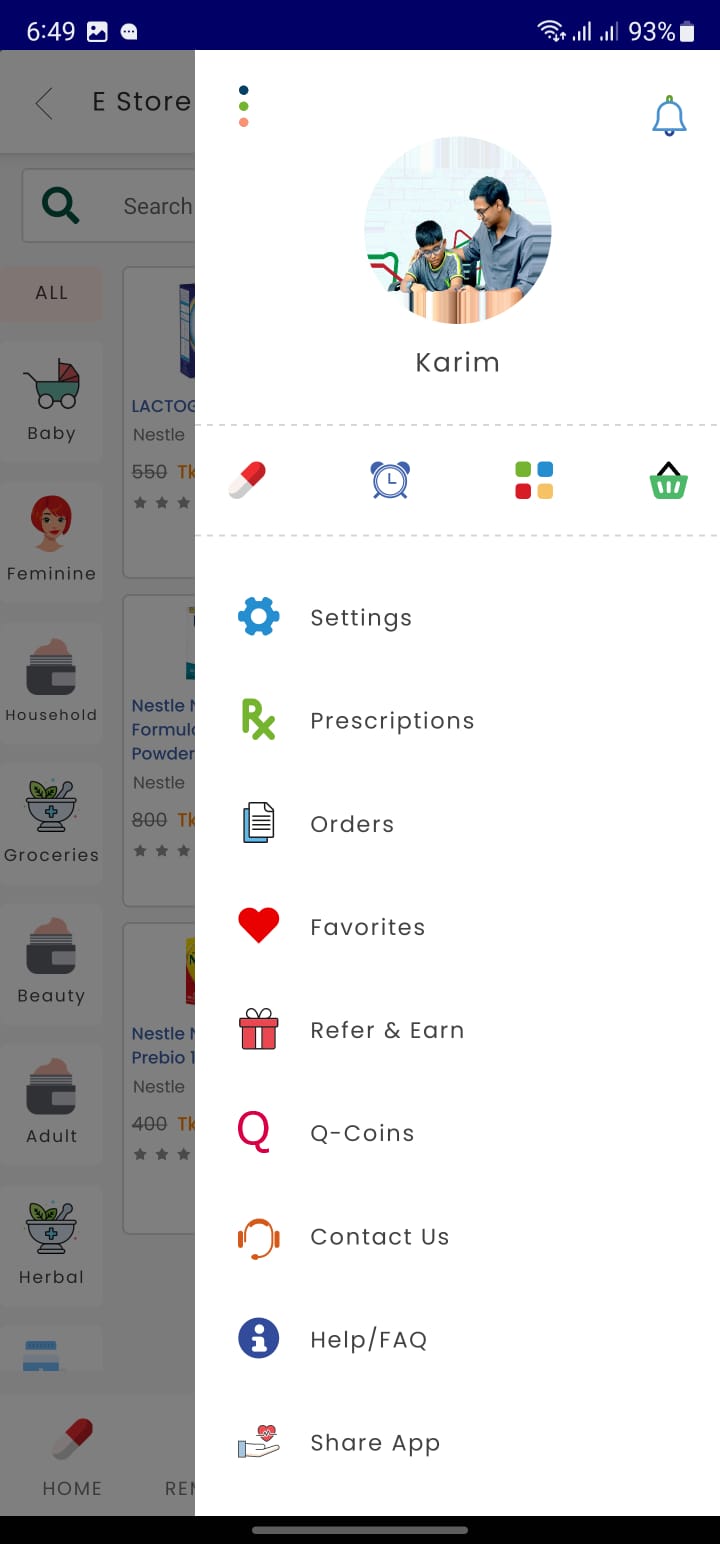 6:49
93%
E Store
Search
ALL
Baby
Feminine
Household
Groceries
Beauty
Adult
Herbal
Nestle
550 Tk
Nestle
Formula
Powder
Nestle
800 Tk
Nestle
Prebio 1
Nestle
400 Tk
HOME
Karim
Settings
Prescriptions
Orders
Favorites
Refer & Earn
Q
Q-Coins
Contact Us
Help/FAQ
Share App